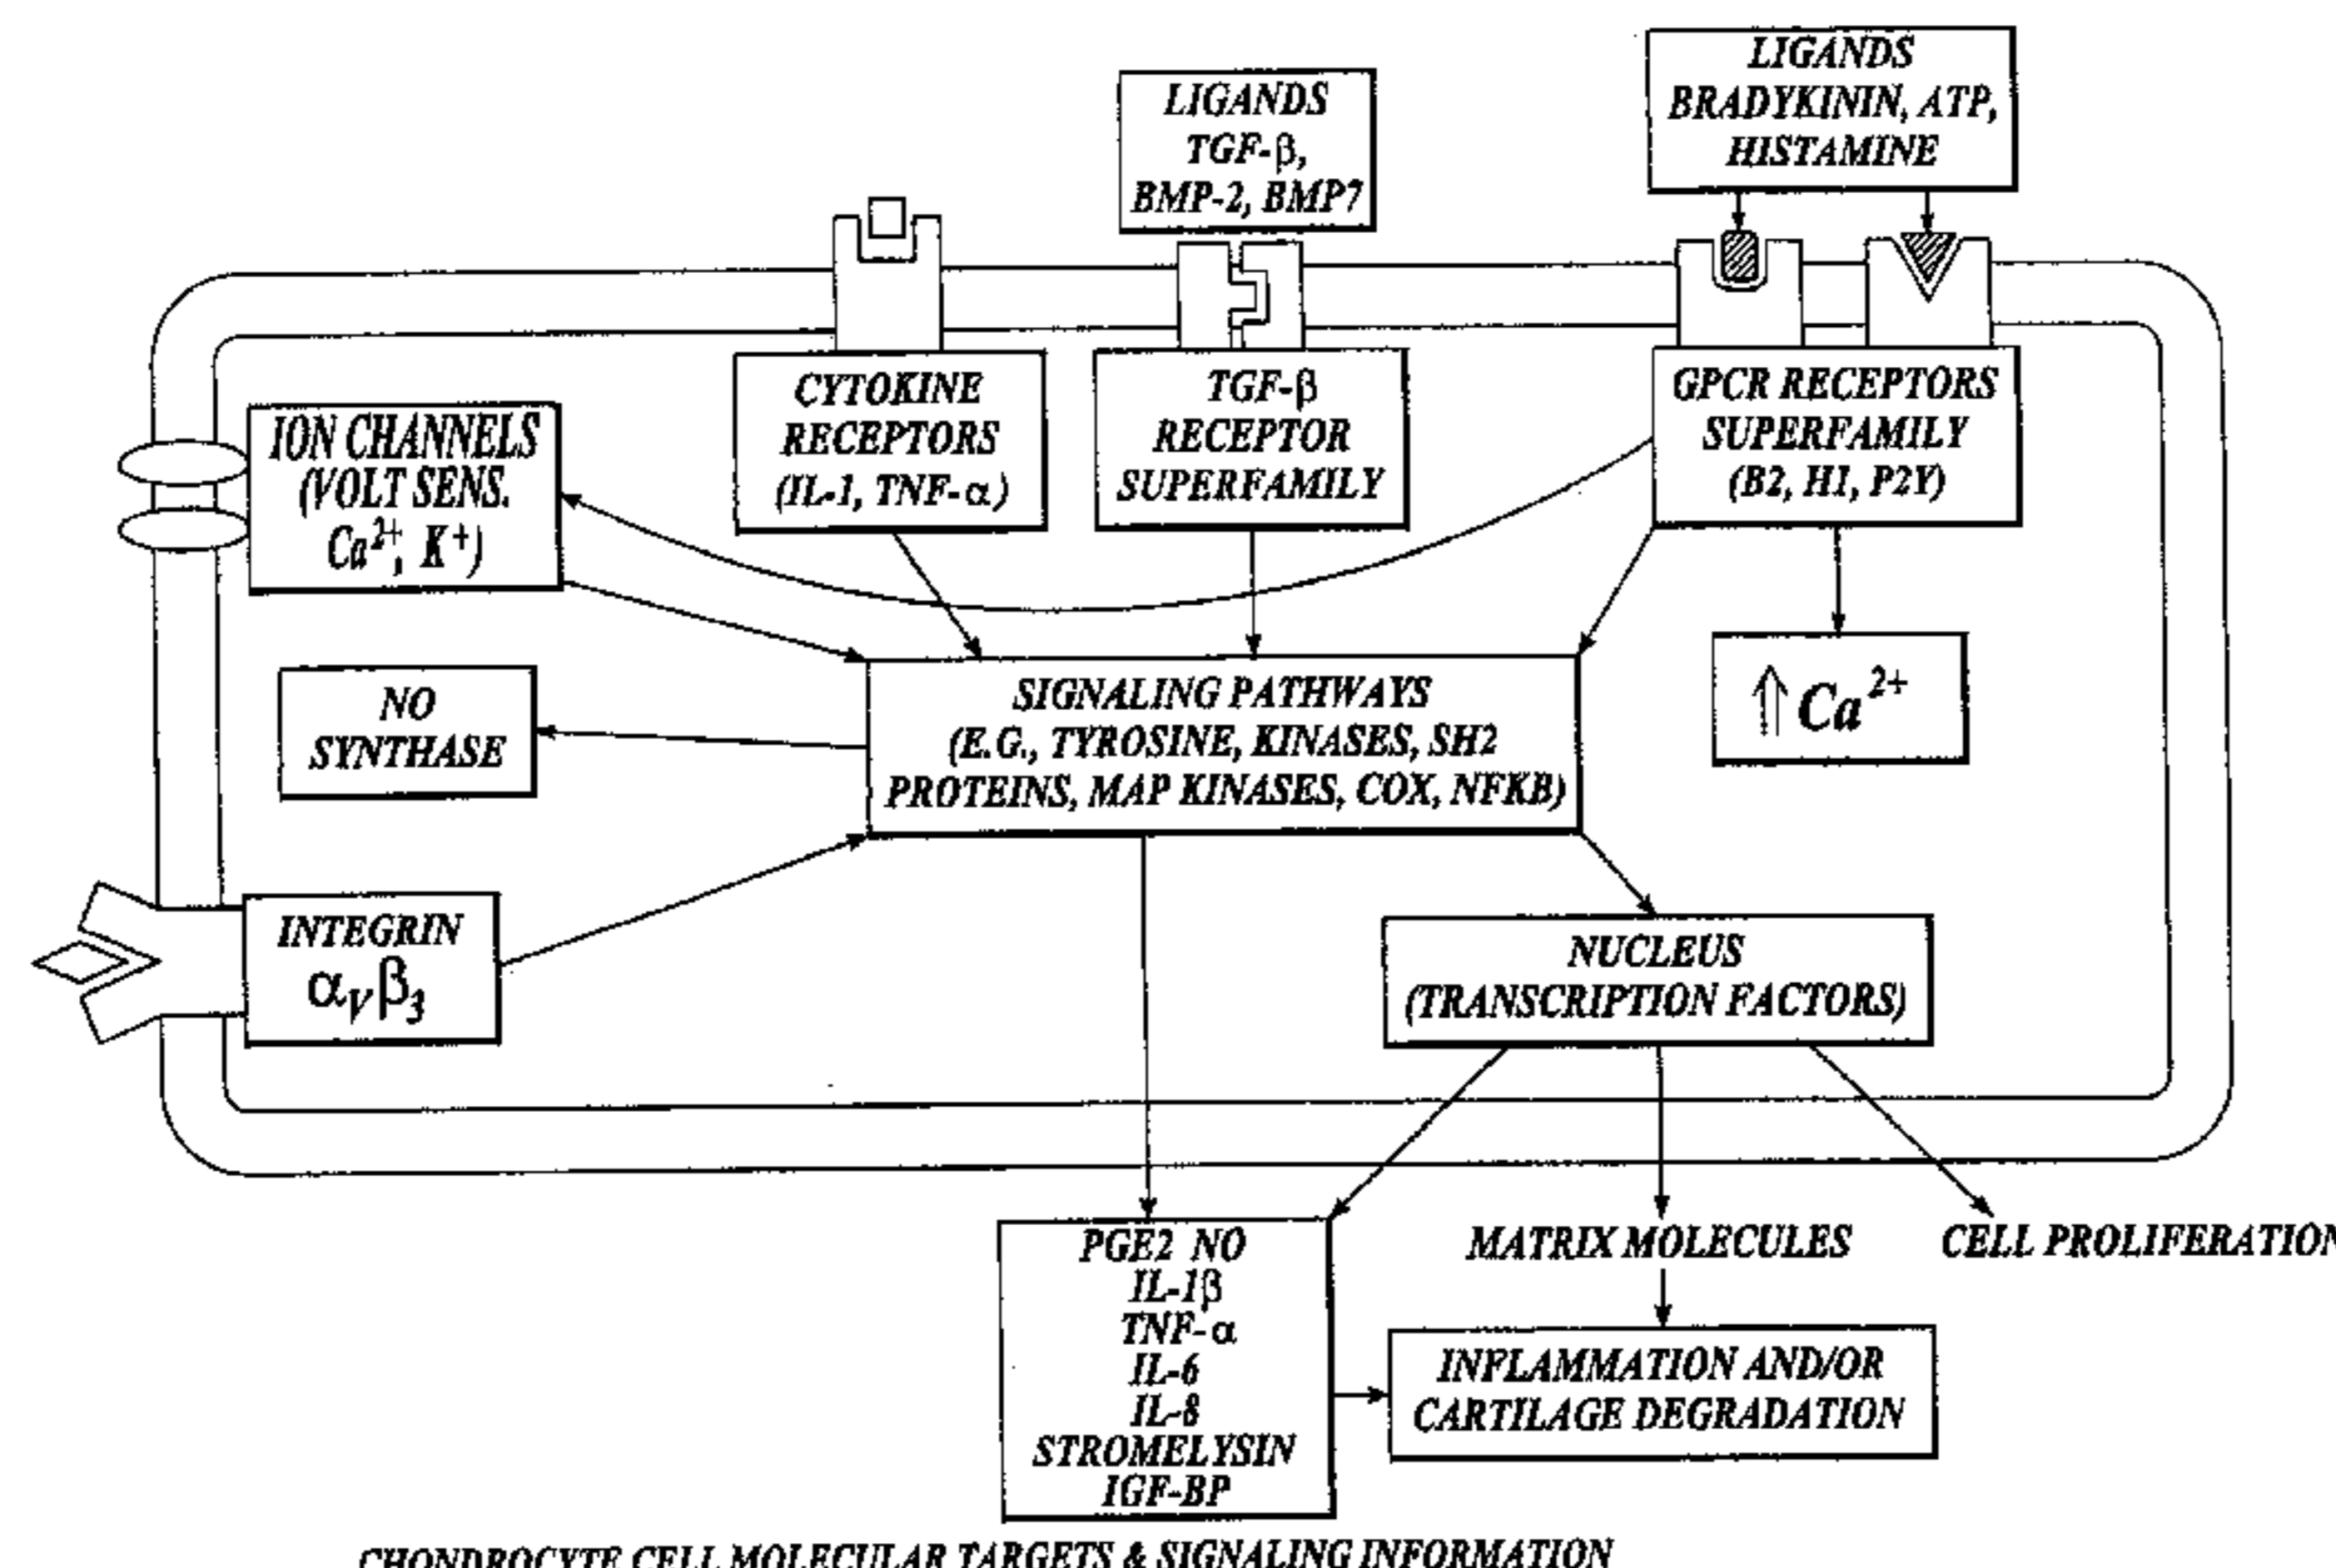 LIGANDS
BRADYKININ, ATP,
HISTAMINE
LIGANDS
TGF-β,
BMP-2, BMP7
CYTOKINE
RECEPTORS
(IL-1, TNF-α)
TGF-β
RECEPTOR
SUPERFAMILY
GPCR RECEPTORS
SUPERFAMILY
(B2, H1, P2Y)
ION CHANNELS
(VOLT SENS.
Ca²⁺, K⁺)
NO
SYNTHASE
SIGNALING PATHWAYS
(E.G., TYROSINE, KINASES, SH2
PROTEINS, MAP KINASES, COX, NFKB)
⇑ Ca²⁺
INTEGRIN
αVβ3
NUCLEUS
(TRANSCRIPTION FACTORS)
PGE2 NO
IL-1β
TNF-α
IL-6
IL-8
STROMELYSIN
IGF-BP
MATRIX MOLECULES
CELL PROLIFERATION
INFLAMMATION AND/OR
CARTILAGE DEGRADATION
CHONDROCYTE CELL MOLECULAR TARGETS & SIGNALING INFORMATION